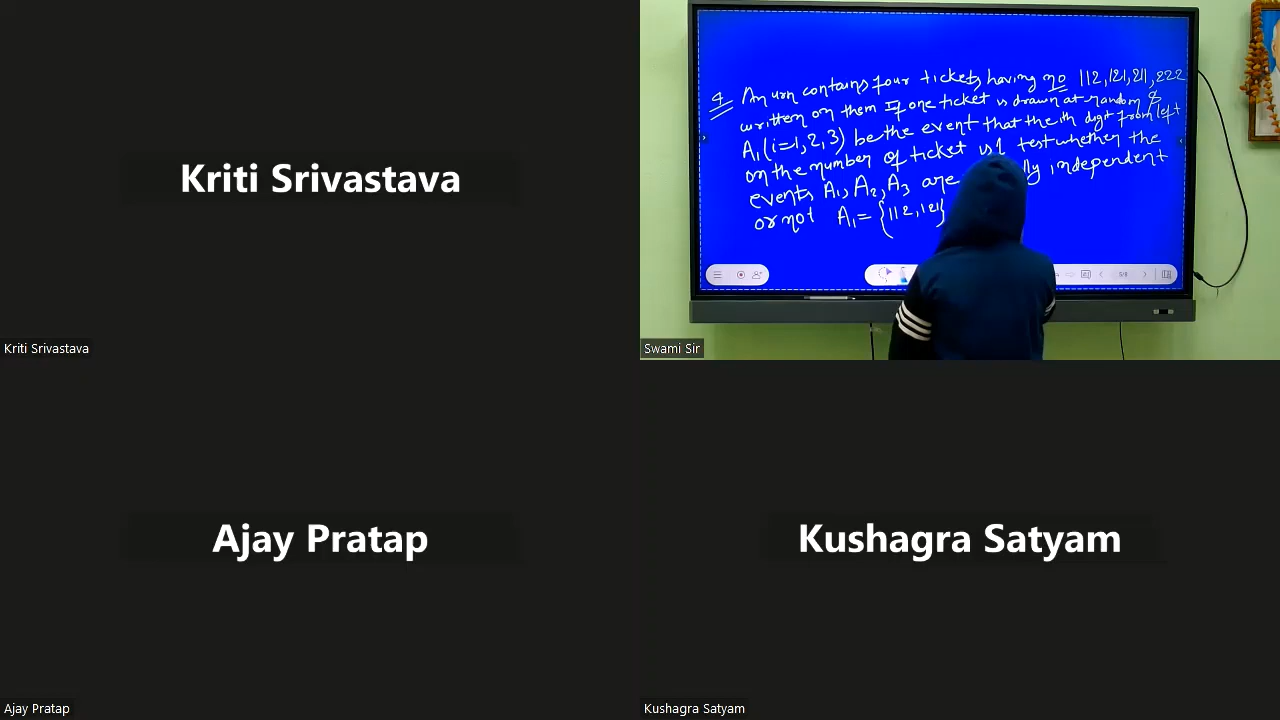 Kriti Srivastava
Kriti Srivastava
4 An urn contains four tickets having no 112, 121, 211, 222
written on them If one ticket is drawn at random &
Ai (i=1,2,3) be the event that the ith digit from left
on the number of ticket is 1 test whether the
events A1, A2, A3 are independent
or not A1 = {112, 121}
5/8
Swami Sir
Ajay Pratap
Ajay Pratap
Kushagra Satyam
Kushagra Satyam